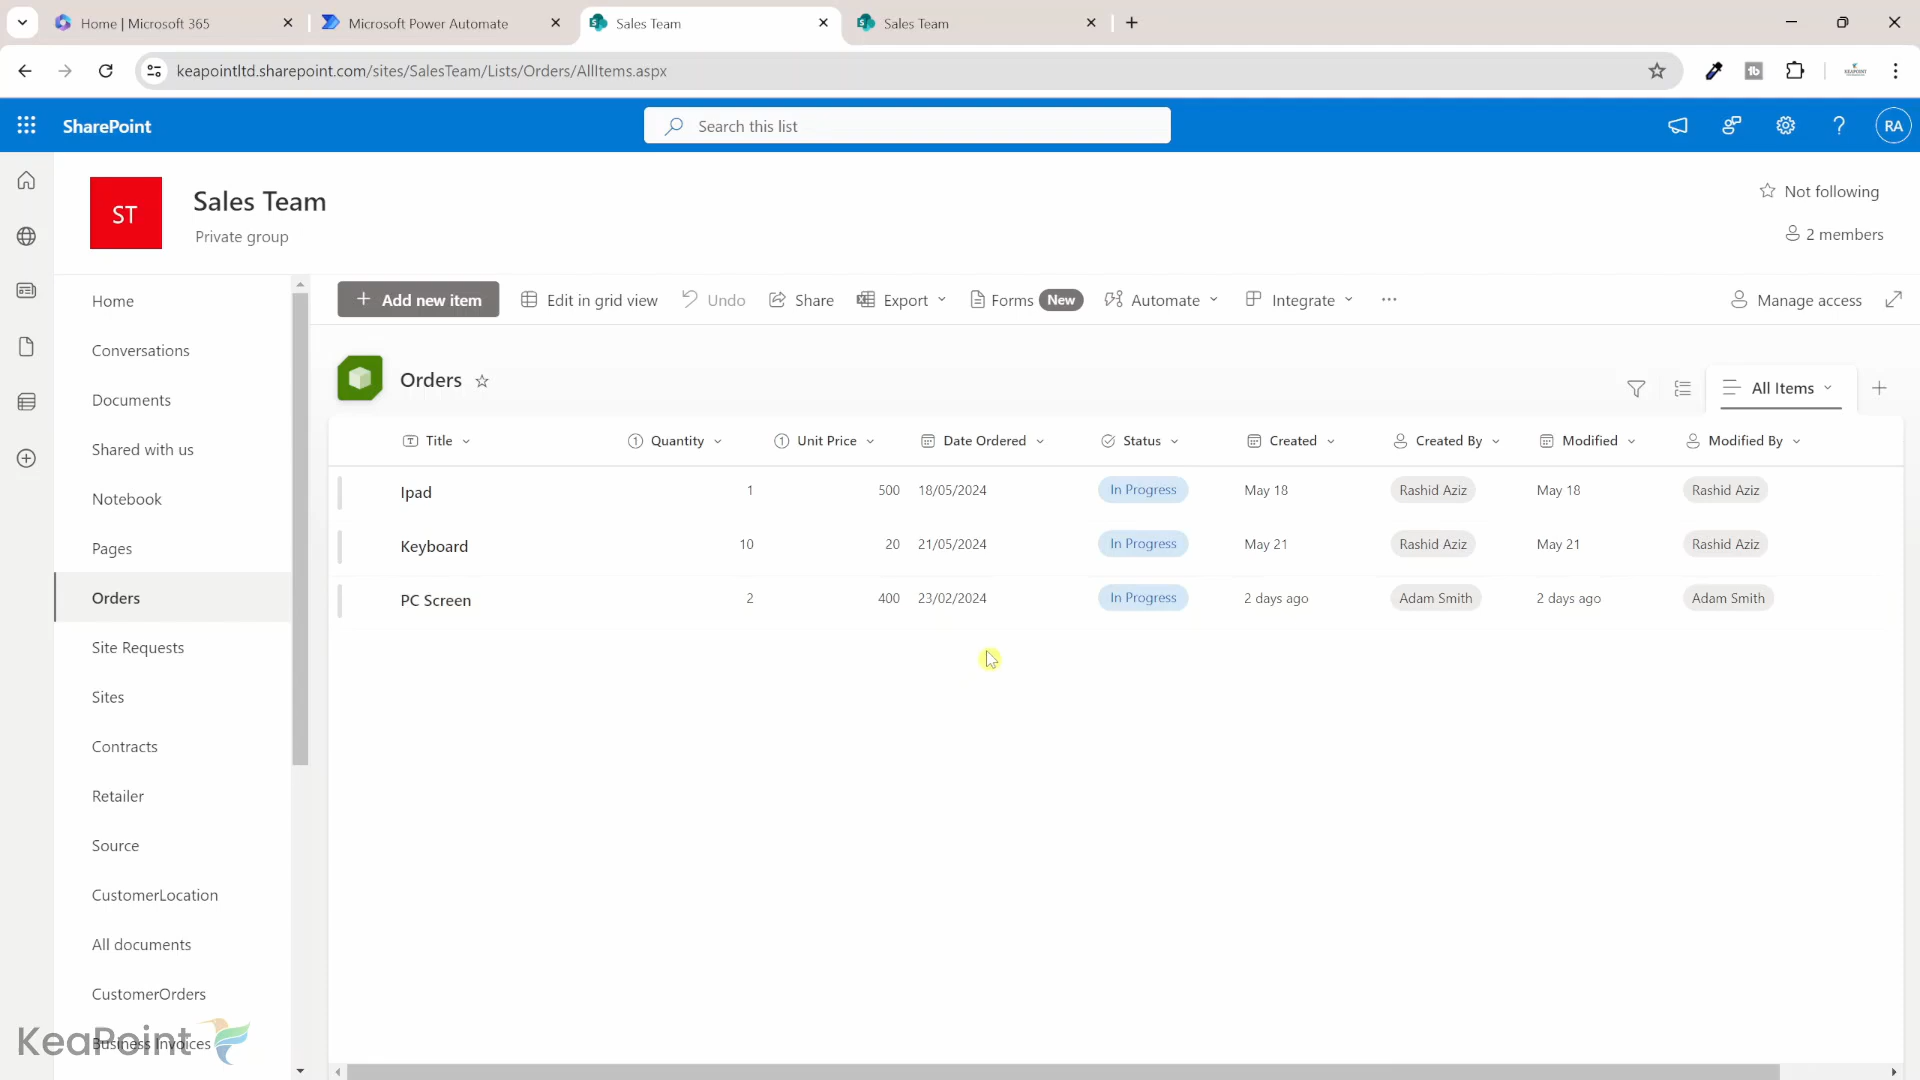 Home | Microsoft 365
Microsoft Power Automate
Sales Team
Sales Team
keapointltd.sharepoint.com/sites/SalesTeam/Lists/Orders/AllItems.aspx
SharePoint
Search this list
RA
ST
Sales Team
Private group
Not following
2 members
Home
Conversations
Documents
Shared with us
Notebook
Pages
Orders
Site Requests
Sites
Contracts
Retailer
Source
CustomerLocation
All documents
CustomerOrders
Business Invoices
KeaPoint
Add new item Edit in grid view Undo Share Export Forms New Automate Integrate Manage access
Orders
All Items
Title Quantity Unit Price Date Ordered Status Created Created By Modified Modified By
Ipad 1 500 18/05/2024 In Progress May 18 Rashid Aziz May 18 Rashid Aziz
Keyboard 10 20 21/05/2024 In Progress May 21 Rashid Aziz May 21 Rashid Aziz
PC Screen 2 400 23/02/2024 In Progress 2 days ago Adam Smith 2 days ago Adam Smith